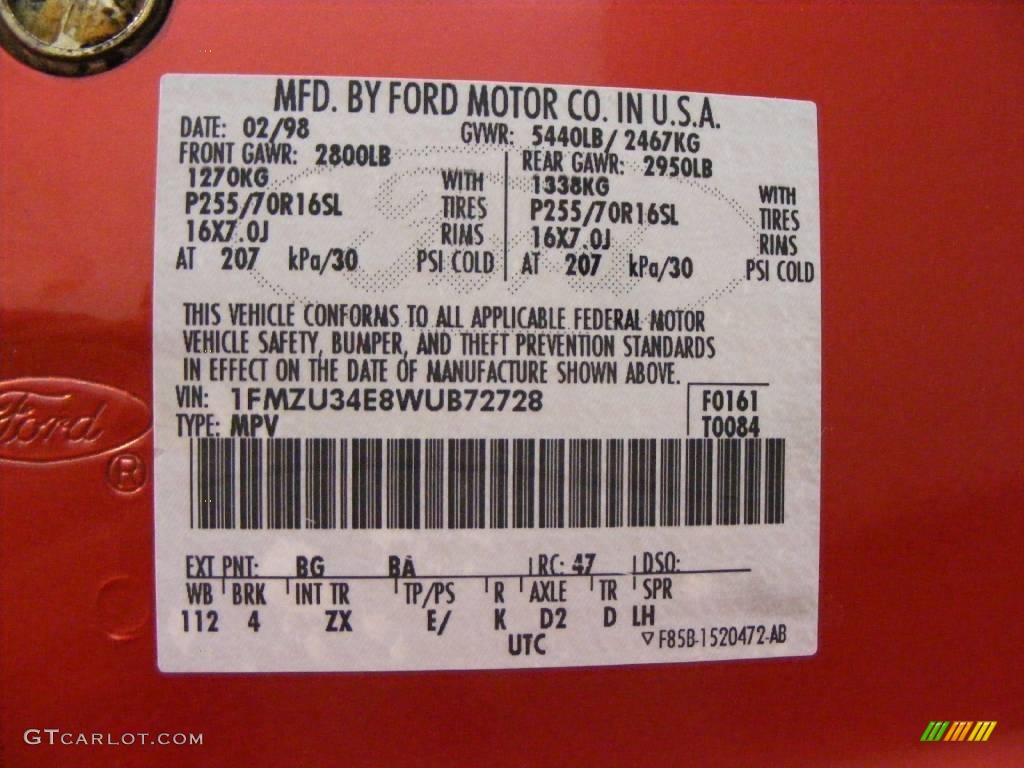 MFD. BY FORD MOTOR CO. IN U.S.A.
DATE: 02/98 GVWR: 5440LB/ 2467KG
FRONT GAWR: 2800LB REAR GAWR: 2950LB
1270KG WITH 1338KG WITH
P255/70R16SL TIRES P255/70R16SL TIRES
16X7.0J RIMS 16X7.0J RIMS
AT 207 kPa/30 PSI COLD AT 207 kPa/30 PSI COLD
THIS VEHICLE CONFORMS TO ALL APPLICABLE FEDERAL MOTOR
VEHICLE SAFETY, BUMPER, AND THEFT PREVENTION STANDARDS
IN EFFECT ON THE DATE OF MANUFACTURE SHOWN ABOVE.
VIN: 1FMZU34E8WUB72728 F0161
TYPE: MPV T0084
Ford
®
EXT PNT: BG BA RC: 47 DSO:
WB BRK INT TR TP/PS R AXLE TR SPR
112 4 ZX E/ K D2 D LH
UTC ▽F85B-1520472-AB
GTCARLOT.COM